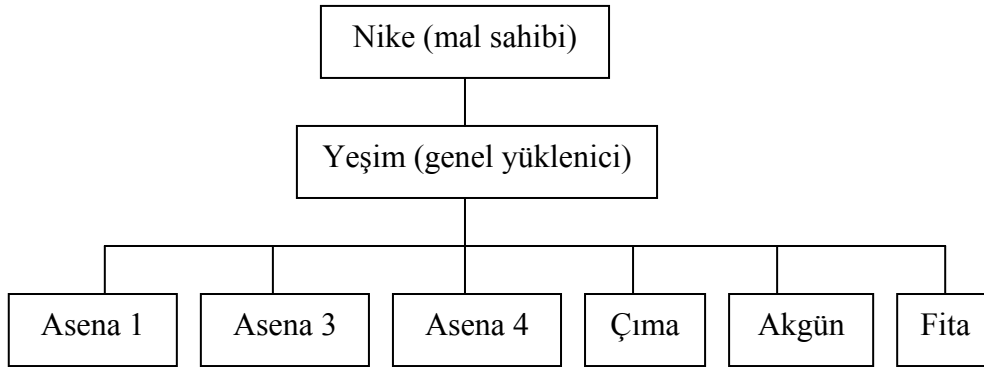 Nike (mal sahibi)
Yeşim (genel yüklenici)
Asena 1
Asena 3
Asena 4
Çıma
Akgün
Fita